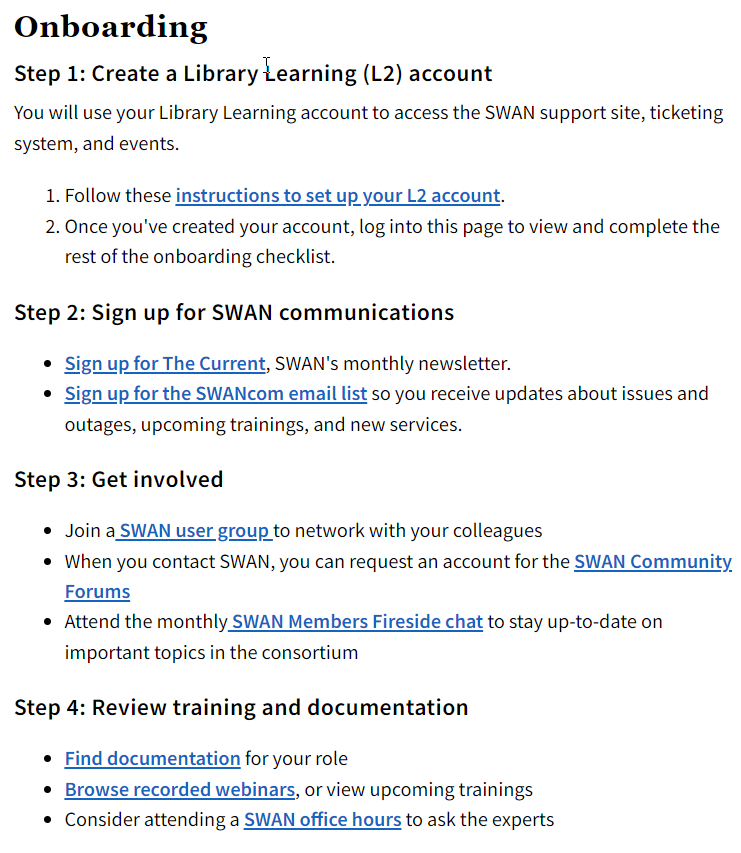 Onboarding
Step 1: Create a Library Learning (L2) account
You will use your Library Learning account to access the SWAN support site, ticketing
system, and events.
1. Follow these instructions to set up your L2 account.
2. Once you've created your account, log into this page to view and complete the
rest of the onboarding checklist.
Step 2: Sign up for SWAN communications
• Sign up for The Current, SWAN's monthly newsletter.
• Sign up for the SWANcom email list so you receive updates about issues and
outages, upcoming trainings, and new services.
Step 3: Get involved
• Join a SWAN user group to network with your colleagues
• When you contact SWAN, you can request an account for the SWAN Community
Forums
• Attend the monthly SWAN Members Fireside chat to stay up-to-date on
important topics in the consortium
Step 4: Review training and documentation
• Find documentation for your role
• Browse recorded webinars, or view upcoming trainings
• Consider attending a SWAN office hours to ask the experts